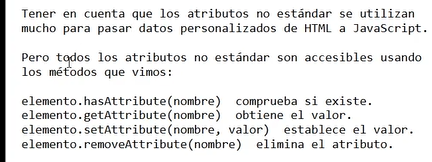 Tener en cuenta que los atributos no estándar se utilizan
mucho para pasar datos personalizados de HTML a JavaScript.
Pero todos los atributos no estándar son accesibles usando
los métodos que vimos:
elemento.hasAttribute(nombre)  comprueba si existe.
elemento.getAttribute(nombre)  obtiene el valor.
elemento.setAttribute(nombre, valor)  establece el valor.
elemento.removeAttribute(nombre)  elimina el atributo.